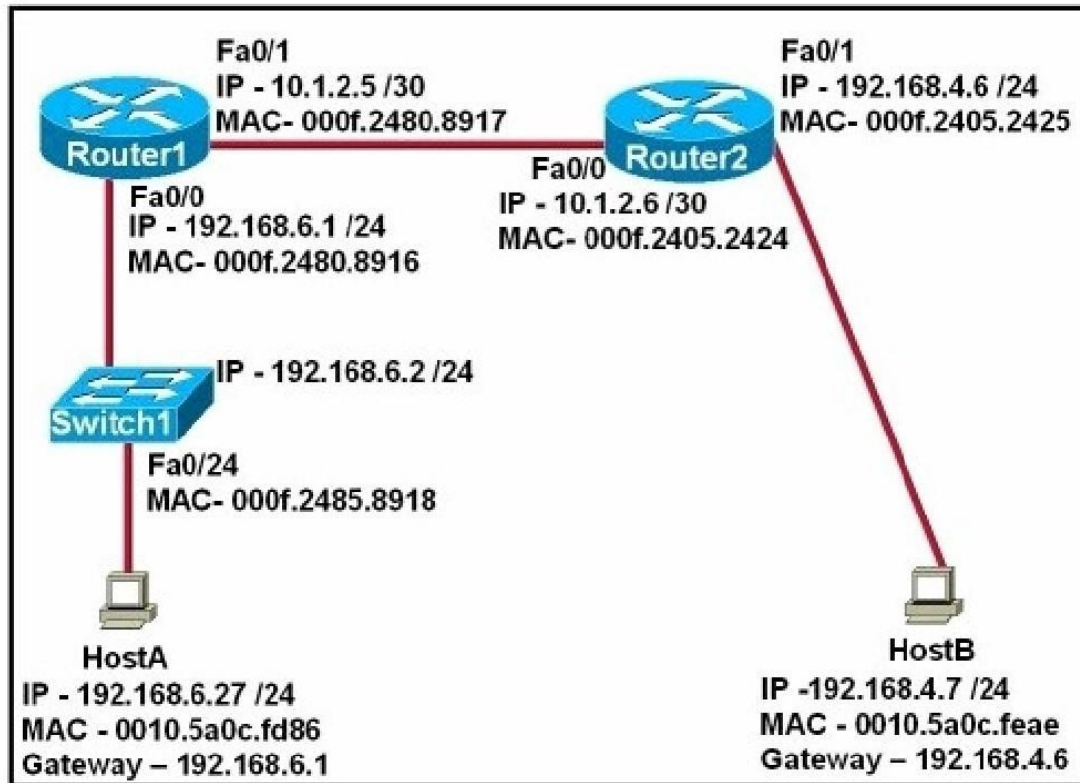 Fa0/1
IP - 10.1.2.5 /30
MAC- 000f.2480.8917
Router1
Fa0/0
IP - 192.168.6.1 /24
MAC- 000f.2480.8916
Fa0/1
IP - 192.168.4.6 /24
MAC- 000f.2405.2425
Router2
Fa0/0
IP - 10.1.2.6 /30
MAC- 000f.2405.2424
IP - 192.168.6.2 /24
Switch1
Fa0/24
MAC- 000f.2485.8918
HostA
IP - 192.168.6.27 /24
MAC - 0010.5a0c.fd86
Gateway – 192.168.6.1
HostB
IP -192.168.4.7 /24
MAC - 0010.5a0c.feae
Gateway – 192.168.4.6